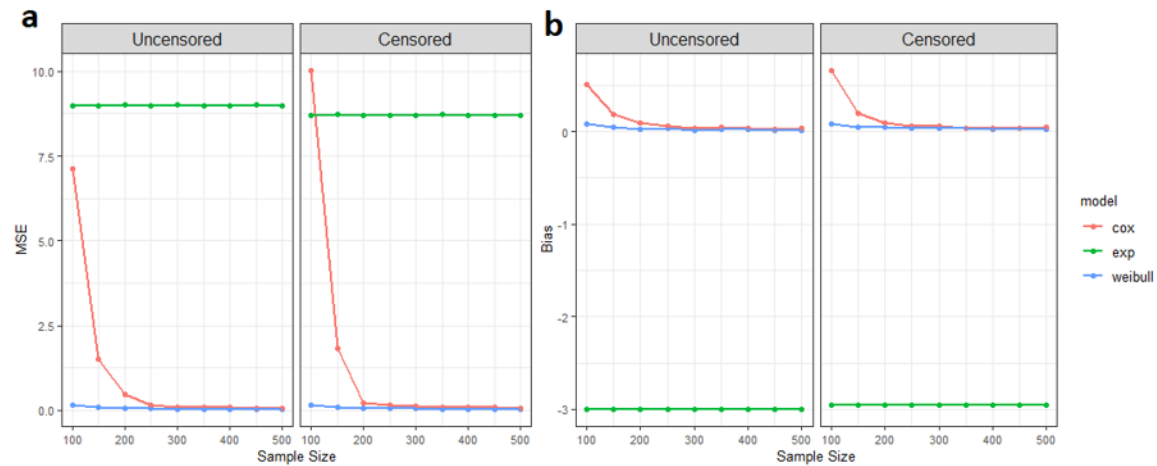 a
Uncensored
Censored
MSE
10.0
7.5
5.0
2.5
0.0
100 200 300 400 500
100 200 300 400 500
Sample Size
b
Uncensored
Censored
Bias
0
-1
-2
-3
100 200 300 400 500
100 200 300 400 500
Sample Size
model
cox
exp
weibull